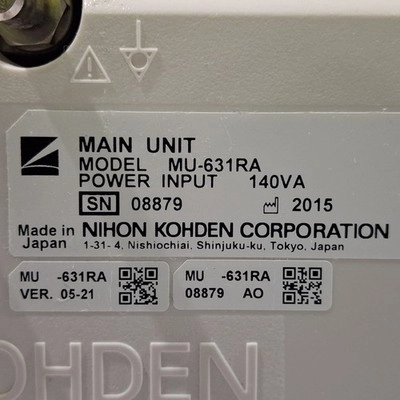 MAIN UNIT
MODEL MU-631RA
POWER INPUT 140VA
SN 08879 2015
Made in Japan NIHON KOHDEN CORPORATION
1-31-4, Nishiochiai, Shinjuku-ku, Tokyo, Japan
MU -631RA
VER. 05-21
MU -631RA
08879 AO
OHDEN